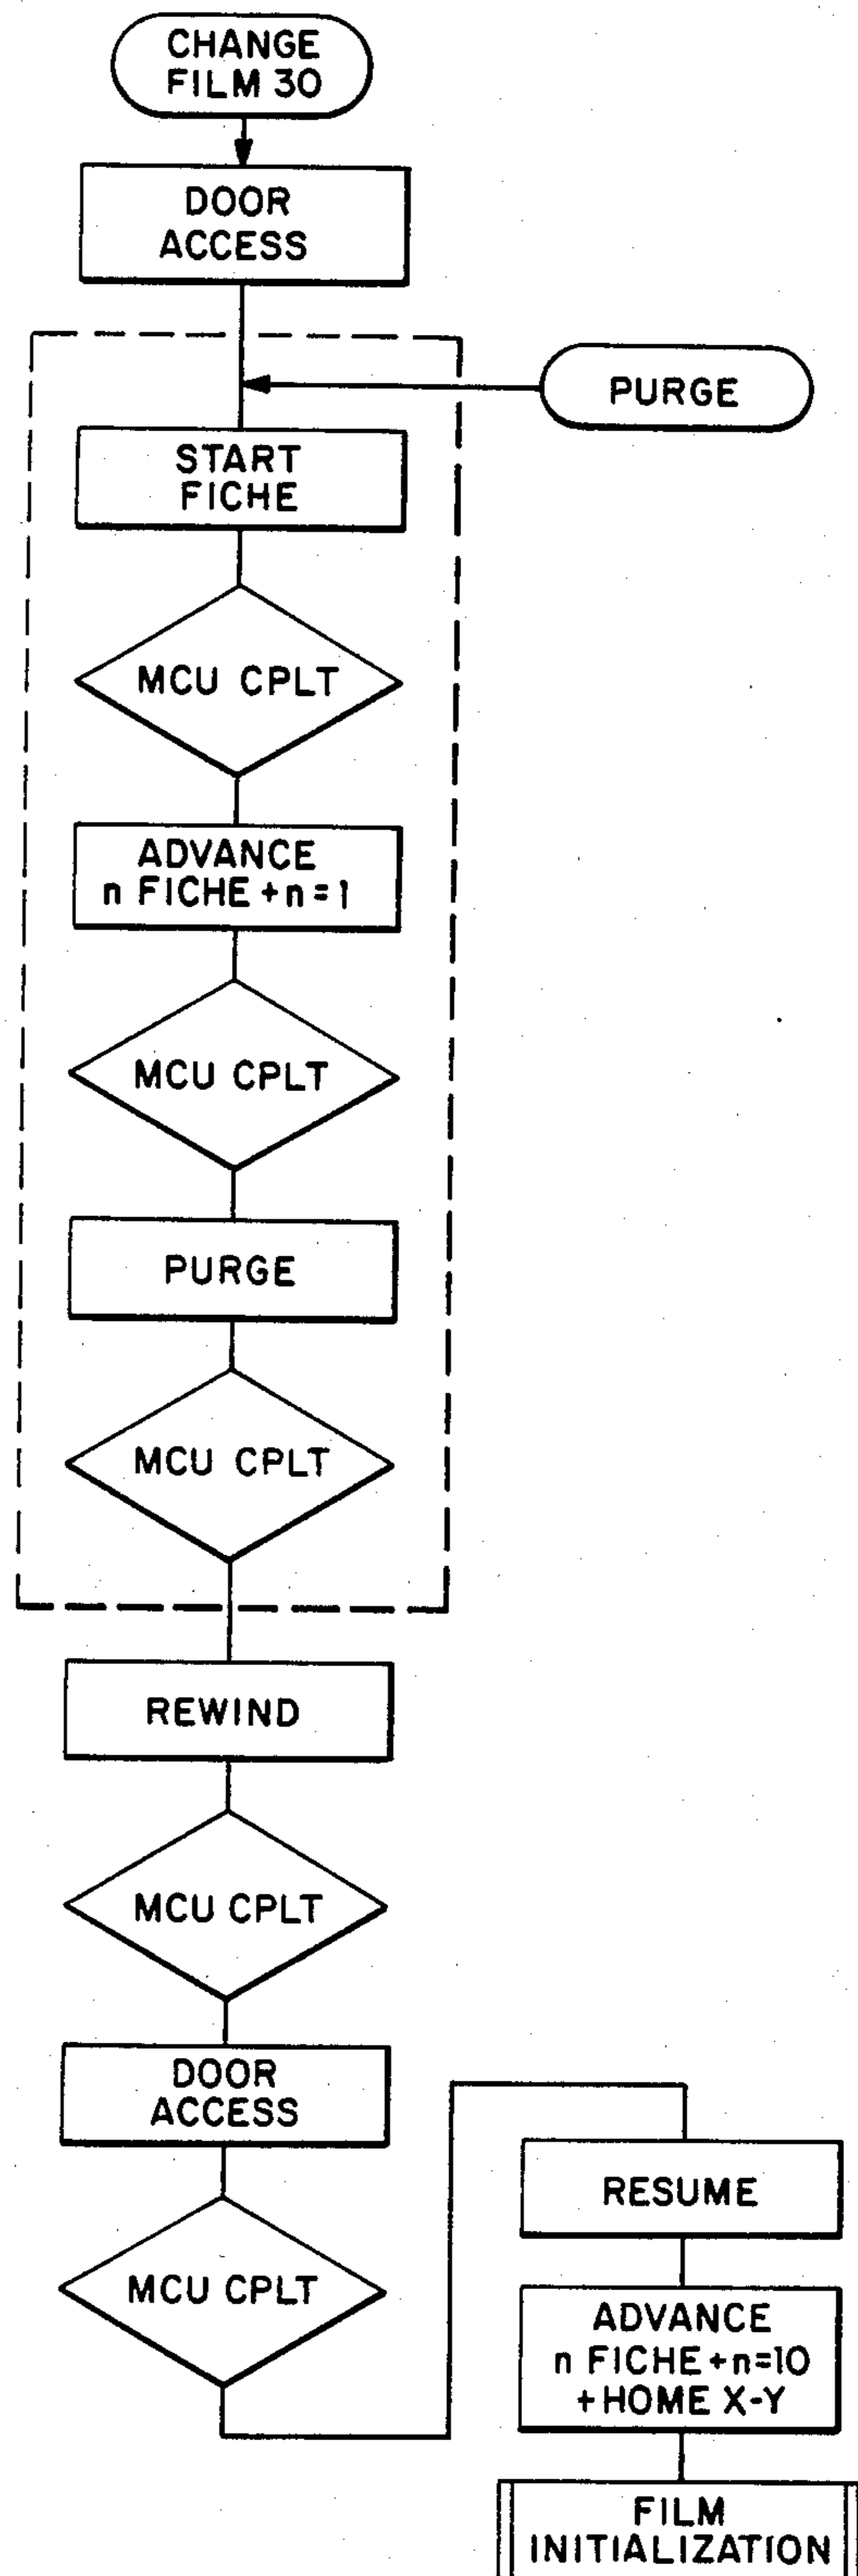 CHANGE
FILM 30
DOOR
ACCESS
PURGE
START
FICHE
MCU CPLT
ADVANCE
n FICHE + n = 1
MCU CPLT
PURGE
MCU CPLT
REWIND
MCU CPLT
DOOR
ACCESS
MCU CPLT
RESUME
ADVANCE
n FICHE + n = 10
+ HOME X-Y
FILM
INITIALIZATION